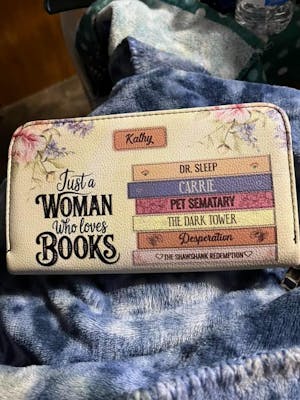 Kathy
Just a
WOMAN
Who loves
BOOKS
DR. SLEEP
CARRIE
PET SEMATARY
THE DARK TOWER
Desperation
THE SHAWSHANK REDEMPTION